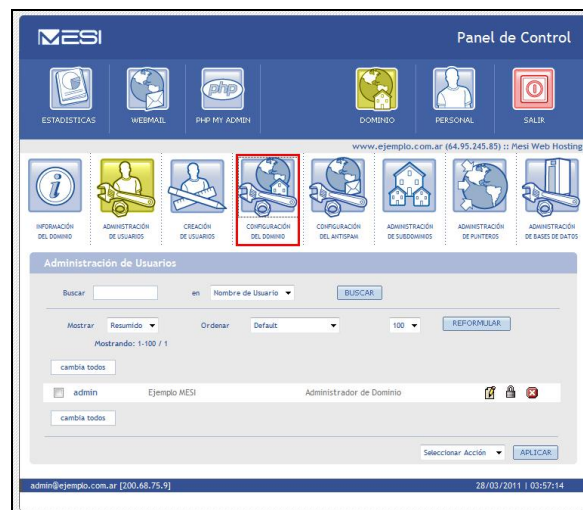 MESI Panel de Control
ESTADISTICAS WEBMAIL PHP MY ADMIN DOMINIO PERSONAL SALIR
www.ejemplo.com.ar (64.95.245.85) :: Mesi Web Hosting
INFORMACIÓN DEL DOMINIO
ADMINISTRACIÓN DE USUARIOS
CREACIÓN DE USUARIOS
CONFIGURACIÓN DEL DOMINIO
CONFIGURACIÓN DEL ANTISPAM
ADMINISTRACIÓN DE SUBDOMINIOS
ADMINISTRACIÓN DE PUNTEROS
ADMINISTRACIÓN DE BASES DE DATOS
Administración de Usuarios
Buscar en Nombre de Usuario BUSCAR
Mostrar Resumido Ordenar Default 100 REFORMULAR
Mostrando: 1-100 / 1
cambia todos
admin Ejemplo MESI Administrador de Dominio
cambia todos
Seleccionar Acción APLICAR
admin@ejemplo.com.ar [200.68.75.9] 28/03/2011 | 03:57:14